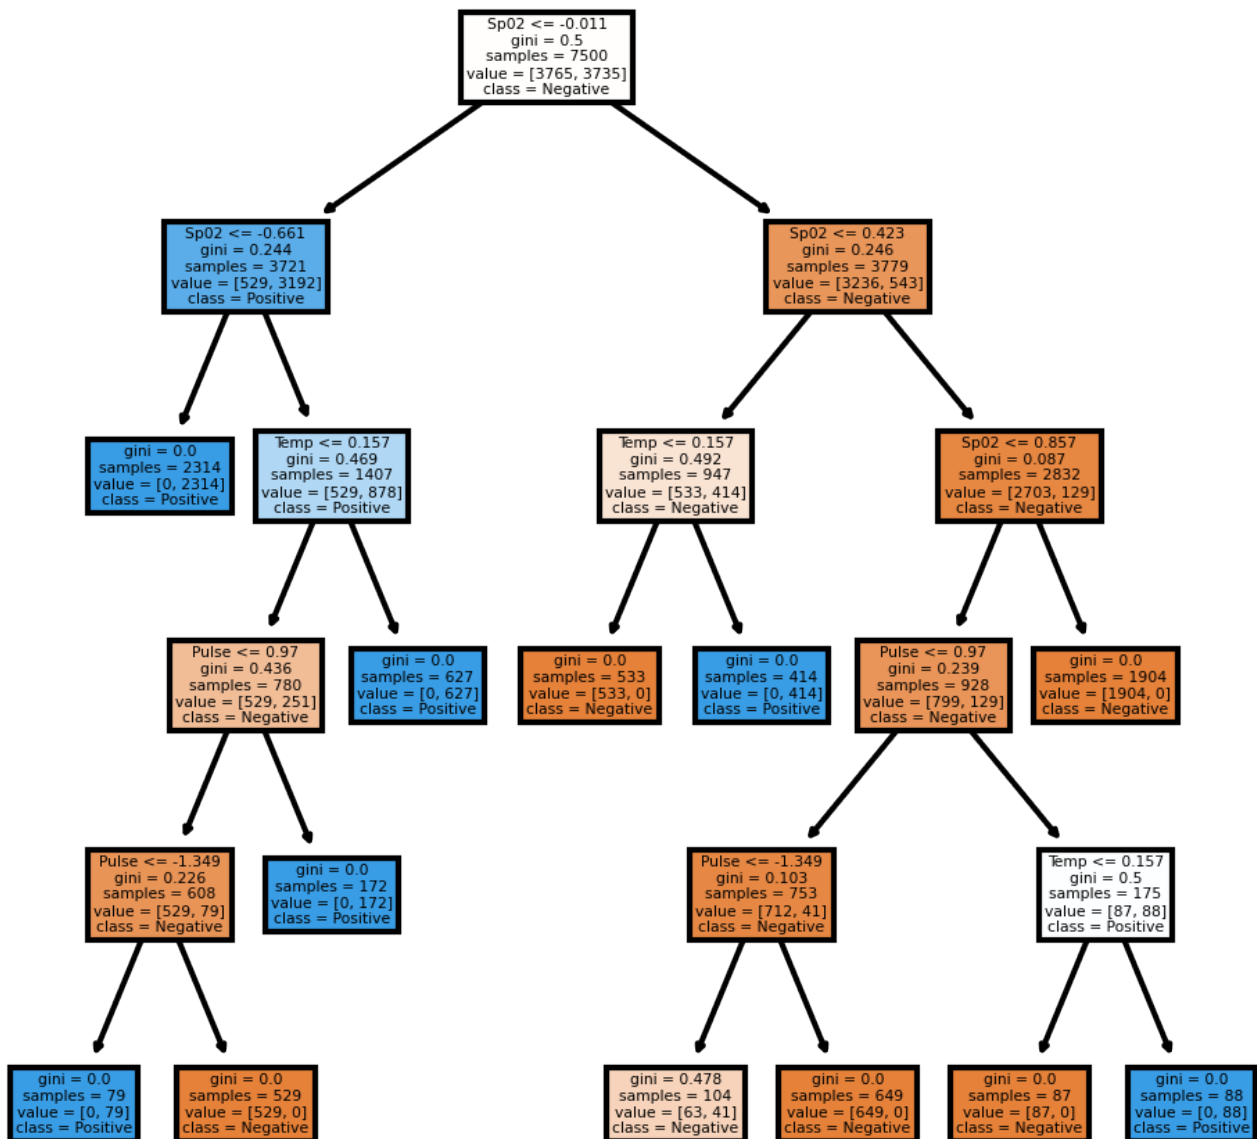 Sp02 <= -0.011
gini = 0.5
samples = 7500
value = [3765, 3735]
class = Negative
Sp02 <= -0.661
gini = 0.244
samples = 3721
value = [529, 3192]
class = Positive
Sp02 <= 0.423
gini = 0.246
samples = 3779
value = [3236, 543]
class = Negative
gini = 0.0
samples = 2314
value = [0, 2314]
class = Positive
Temp <= 0.157
gini = 0.469
samples = 1407
value = [529, 878]
class = Positive
Temp <= 0.157
gini = 0.492
samples = 947
value = [533, 414]
class = Negative
Sp02 <= 0.857
gini = 0.087
samples = 2832
value = [2703, 129]
class = Negative
Pulse <= 0.97
gini = 0.436
samples = 780
value = [529, 251]
class = Negative
gini = 0.0
samples = 627
value = [0, 627]
class = Positive
gini = 0.0
samples = 533
value = [533, 0]
class = Negative
gini = 0.0
samples = 414
value = [0, 414]
class = Positive
Pulse <= 0.97
gini = 0.239
samples = 928
value = [799, 129]
class = Negative
gini = 0.0
samples = 1904
value = [1904, 0]
class = Negative
Pulse <= -1.349
gini = 0.226
samples = 608
value = [529, 79]
class = Negative
gini = 0.0
samples = 172
value = [0, 172]
class = Positive
Pulse <= -1.349
gini = 0.103
samples = 753
value = [712, 41]
class = Negative
Temp <= 0.157
gini = 0.5
samples = 175
value = [87, 88]
class = Positive
gini = 0.0
samples = 79
value = [0, 79]
class = Positive
gini = 0.0
samples = 529
value = [529, 0]
class = Negative
gini = 0.478
samples = 104
value = [63, 41]
class = Negative
gini = 0.0
samples = 649
value = [649, 0]
class = Negative
gini = 0.0
samples = 87
value = [87, 0]
class = Negative
gini = 0.0
samples = 88
value = [0, 88]
class = Positive